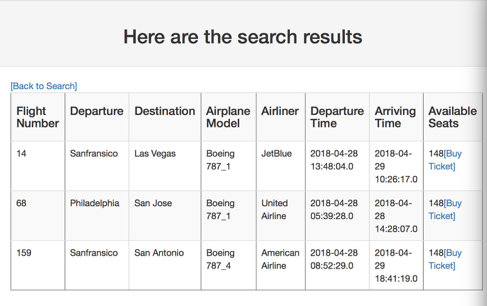 Here are the search results
[Back to Search]
Flight Number Departure Destination Airplane Model Airliner Departure Time Arriving Time Available Seats
14 Sanfransico Las Vegas Boeing 787_1 JetBlue 2018-04-28 13:48:04.0 2018-04-29 10:26:17.0 148[Buy Ticket]
68 Philadelphia San Jose Boeing 787_1 United Airline 2018-04-28 05:39:28.0 2018-04-28 14:28:07.0 148[Buy Ticket]
159 Sanfransico San Antonio Boeing 787_4 American Airline 2018-04-28 08:52:29.0 2018-04-29 18:41:19.0 148[Buy Ticket]